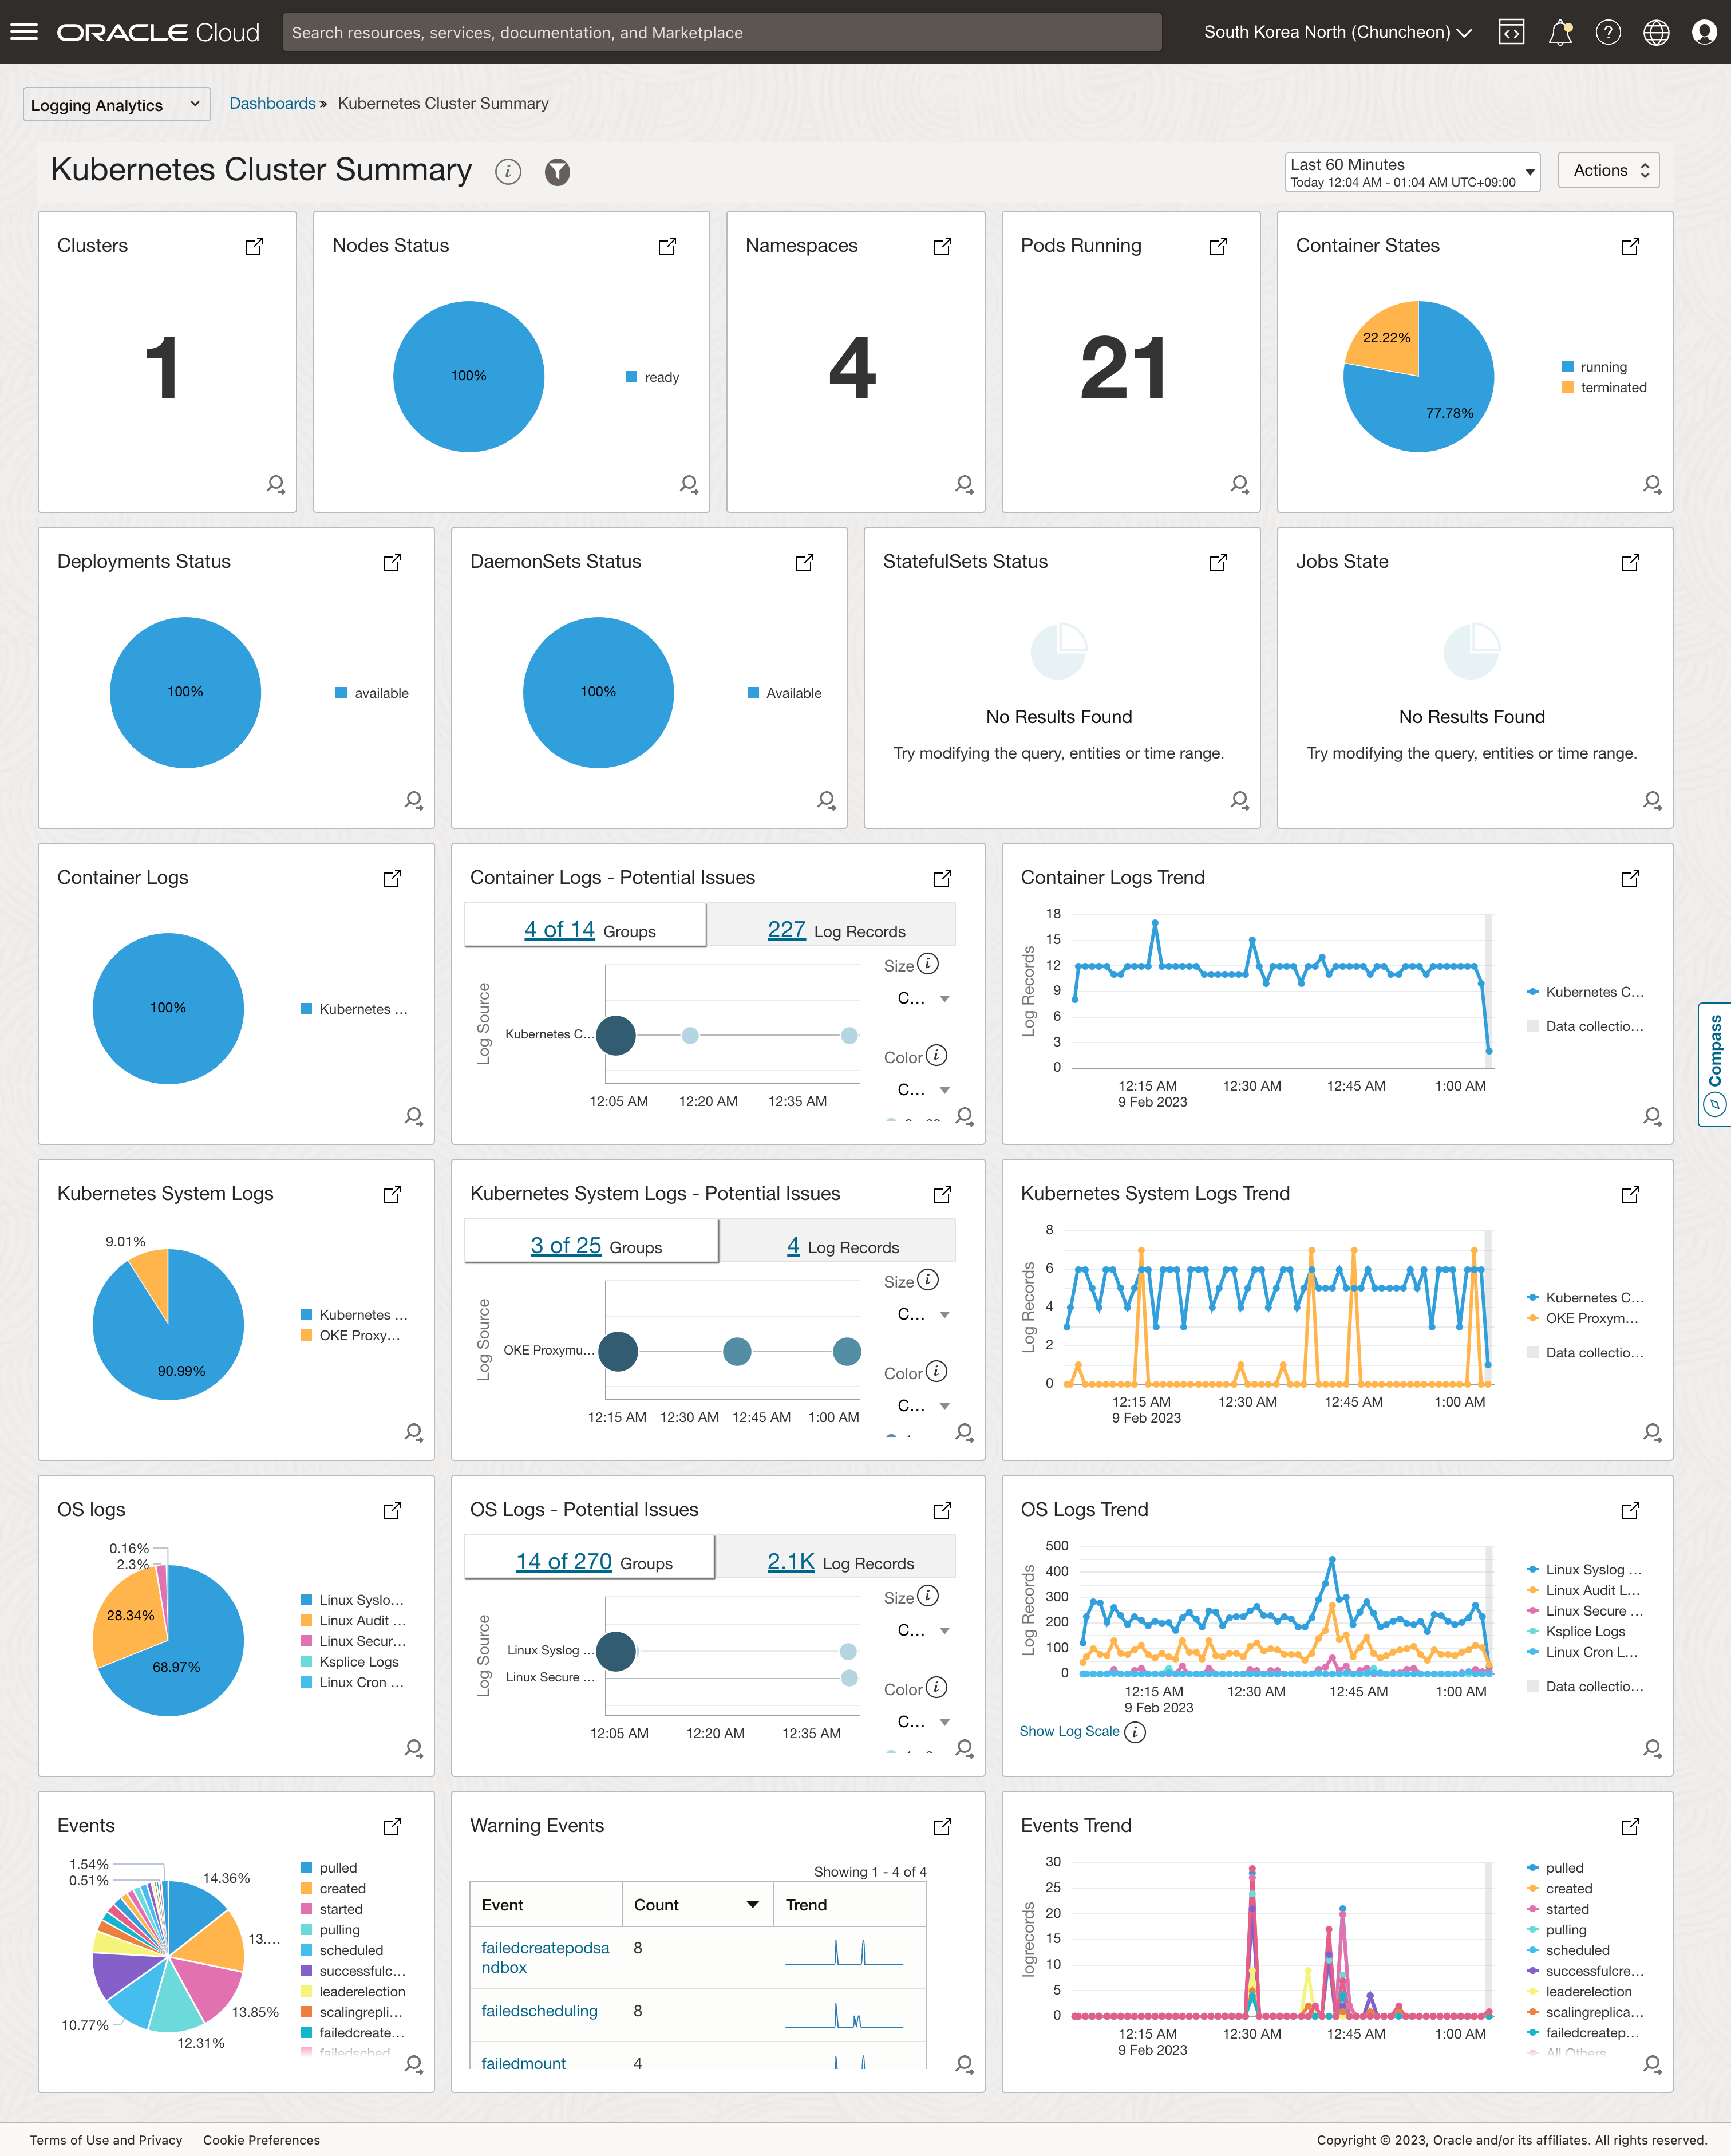 ORACLE Cloud
Search resources, services, documentation, and Marketplace
South Korea North (Chuncheon)
Logging Analytics
Dashboards » Kubernetes Cluster Summary
Kubernetes Cluster Summary
Last 60 Minutes
Today 12:04 AM - 01:04 AM UTC+09:00
Actions
Clusters
1
Nodes Status
100%
ready
Namespaces
4
Pods Running
21
Container States
22.22%
77.78%
running
terminated
Deployments Status
100%
available
DaemonSets Status
100%
Available
StatefulSets Status
No Results Found
Try modifying the query, entities or time range.
Jobs State
No Results Found
Try modifying the query, entities or time range.
Container Logs
100%
Kubernetes ...
Container Logs - Potential Issues
4 of 14 Groups
227 Log Records
Log Source
Kubernetes C...
12:05 AM 12:20 AM 12:35 AM
Size
C...
Color
C...
Container Logs Trend
Log Records
18
15
12
9
6
3
0
12:15 AM 12:30 AM 12:45 AM 1:00 AM
9 Feb 2023
Kubernetes C...
Data collectio...
Compass
Kubernetes System Logs
9.01%
90.99%
Kubernetes ...
OKE Proxy...
Kubernetes System Logs - Potential Issues
3 of 25 Groups
4 Log Records
Log Source
OKE Proxymu...
12:15 AM 12:30 AM 12:45 AM 1:00 AM
Size
C...
Color
C...
Kubernetes System Logs Trend
Log Records
8
6
4
2
0
12:15 AM 12:30 AM 12:45 AM 1:00 AM
9 Feb 2023
Kubernetes C...
OKE Proxym...
Data collectio...
OS logs
0.16%
2.3%
28.34%
68.97%
Linux Syslo...
Linux Audit ...
Linux Secur...
Ksplice Logs
Linux Cron ...
OS Logs - Potential Issues
14 of 270 Groups
2.1K Log Records
Log Source
Linux Syslog ...
Linux Secure ...
12:05 AM 12:20 AM 12:35 AM
Size
C...
Color
C...
OS Logs Trend
Log Records
500
400
300
200
100
0
12:15 AM 12:30 AM 12:45 AM 1:00 AM
9 Feb 2023
Linux Syslog ...
Linux Audit L...
Linux Secure ...
Ksplice Logs
Linux Cron L...
Data collectio...
Show Log Scale
Events
1.54%
0.51%
14.36%
13....
13.85%
12.31%
10.77%
pulled
created
started
pulling
scheduled
successfulc...
leaderelection
scalingrepli...
failedcreate...
failedsched
Warning Events
Showing 1 - 4 of 4
Event Count Trend
failedcreatepodsa
ndbox 8
failedscheduling 8
failedmount 4
Events Trend
logrecords
30
25
20
15
10
5
0
12:15 AM 12:30 AM 12:45 AM 1:00 AM
9 Feb 2023
pulled
created
started
pulling
scheduled
successfulcre...
leaderelection
scalingreplica...
failedcreatep...
All Others
Terms of Use and Privacy Cookie Preferences
Copyright © 2023, Oracle and/or its affiliates. All rights reserved.